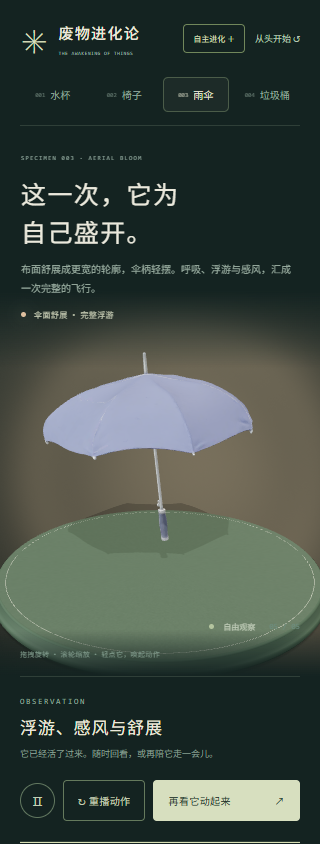 废物进化论
THE AWAKENING OF THINGS
自主进化 +
从头开始 ↺
001 水杯
002 椅子
003 雨伞
004 垃圾桶
SPECIMEN 003 · AERIAL BLOOM
这一次，它为
自己盛开。
布面舒展成更宽的轮廓，伞柄轻摆。呼吸、浮游与感风，汇成
一次完整的飞行。
伞面舒展 · 完整浮游
自由观察
拖拽旋转 · 滚轮缩放 · 轻点它，唤起动作
OBSERVATION
浮游、感风与舒展
它已经活了过来。随时回看，或再陪它走一会儿。
↻ 重播动作
再看它动起来 ↗